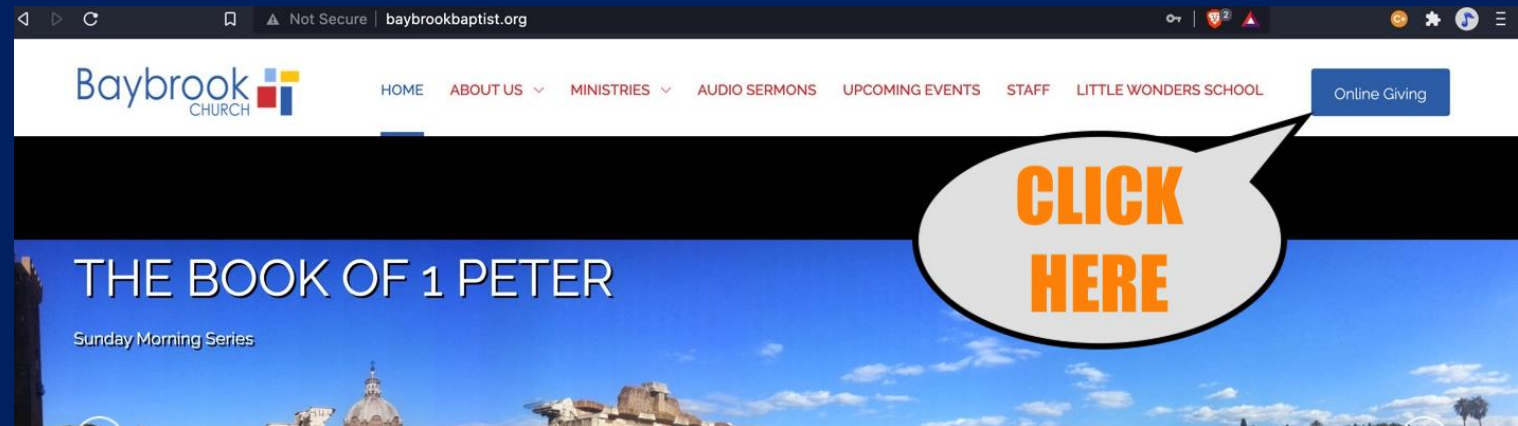 Not Secure | baybrookbaptist.org
2
C+
Baybrook
CHURCH
HOME ABOUT US MINISTRIES AUDIO SERMONS UPCOMING EVENTS STAFF LITTLE WONDERS SCHOOL Online Giving
CLICK
HERE
THE BOOK OF 1 PETER
Sunday Morning Series